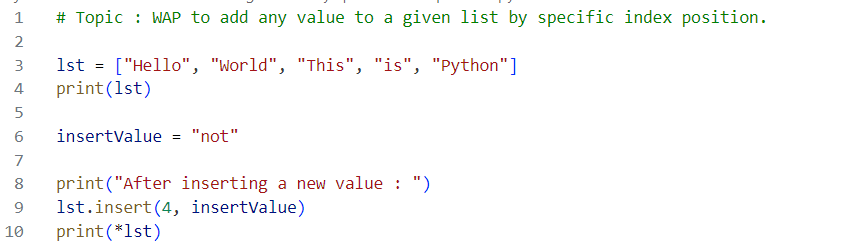 1 # Topic : WAP to add any value to a given list by specific index position.
2
3 lst = ["Hello", "World", "This", "is", "Python"]
4 print(lst)
5
6 insertValue = "not"
7
8 print("After inserting a new value : ")
9 lst.insert(4, insertValue)
10 print(*lst)